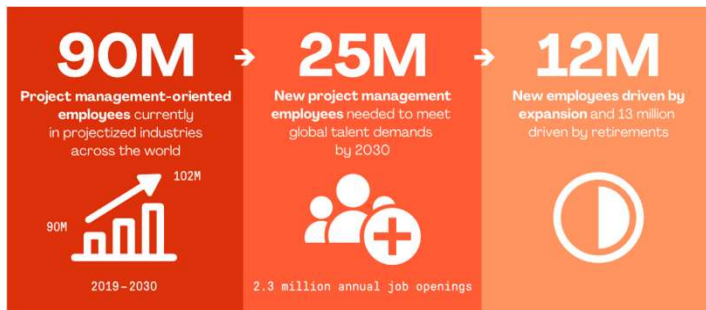 90M
Project management-oriented
employees currently
in projectized industries
across the world
102M
90M
2019–2030
25M
New project management
employees needed to meet
global talent demands
by 2030
2.3 million annual job openings
12M
New employees driven by
expansion and 13 million
driven by retirements